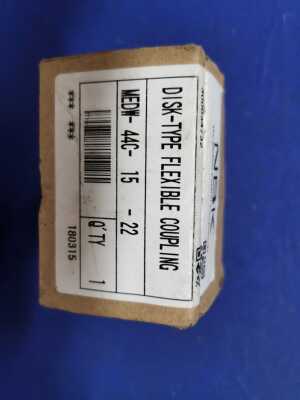 DISK-TYPE FLEXIBLE COUPLING
MEDW- 44C- 15 - 22
Q'TY 1
*** ***
180315